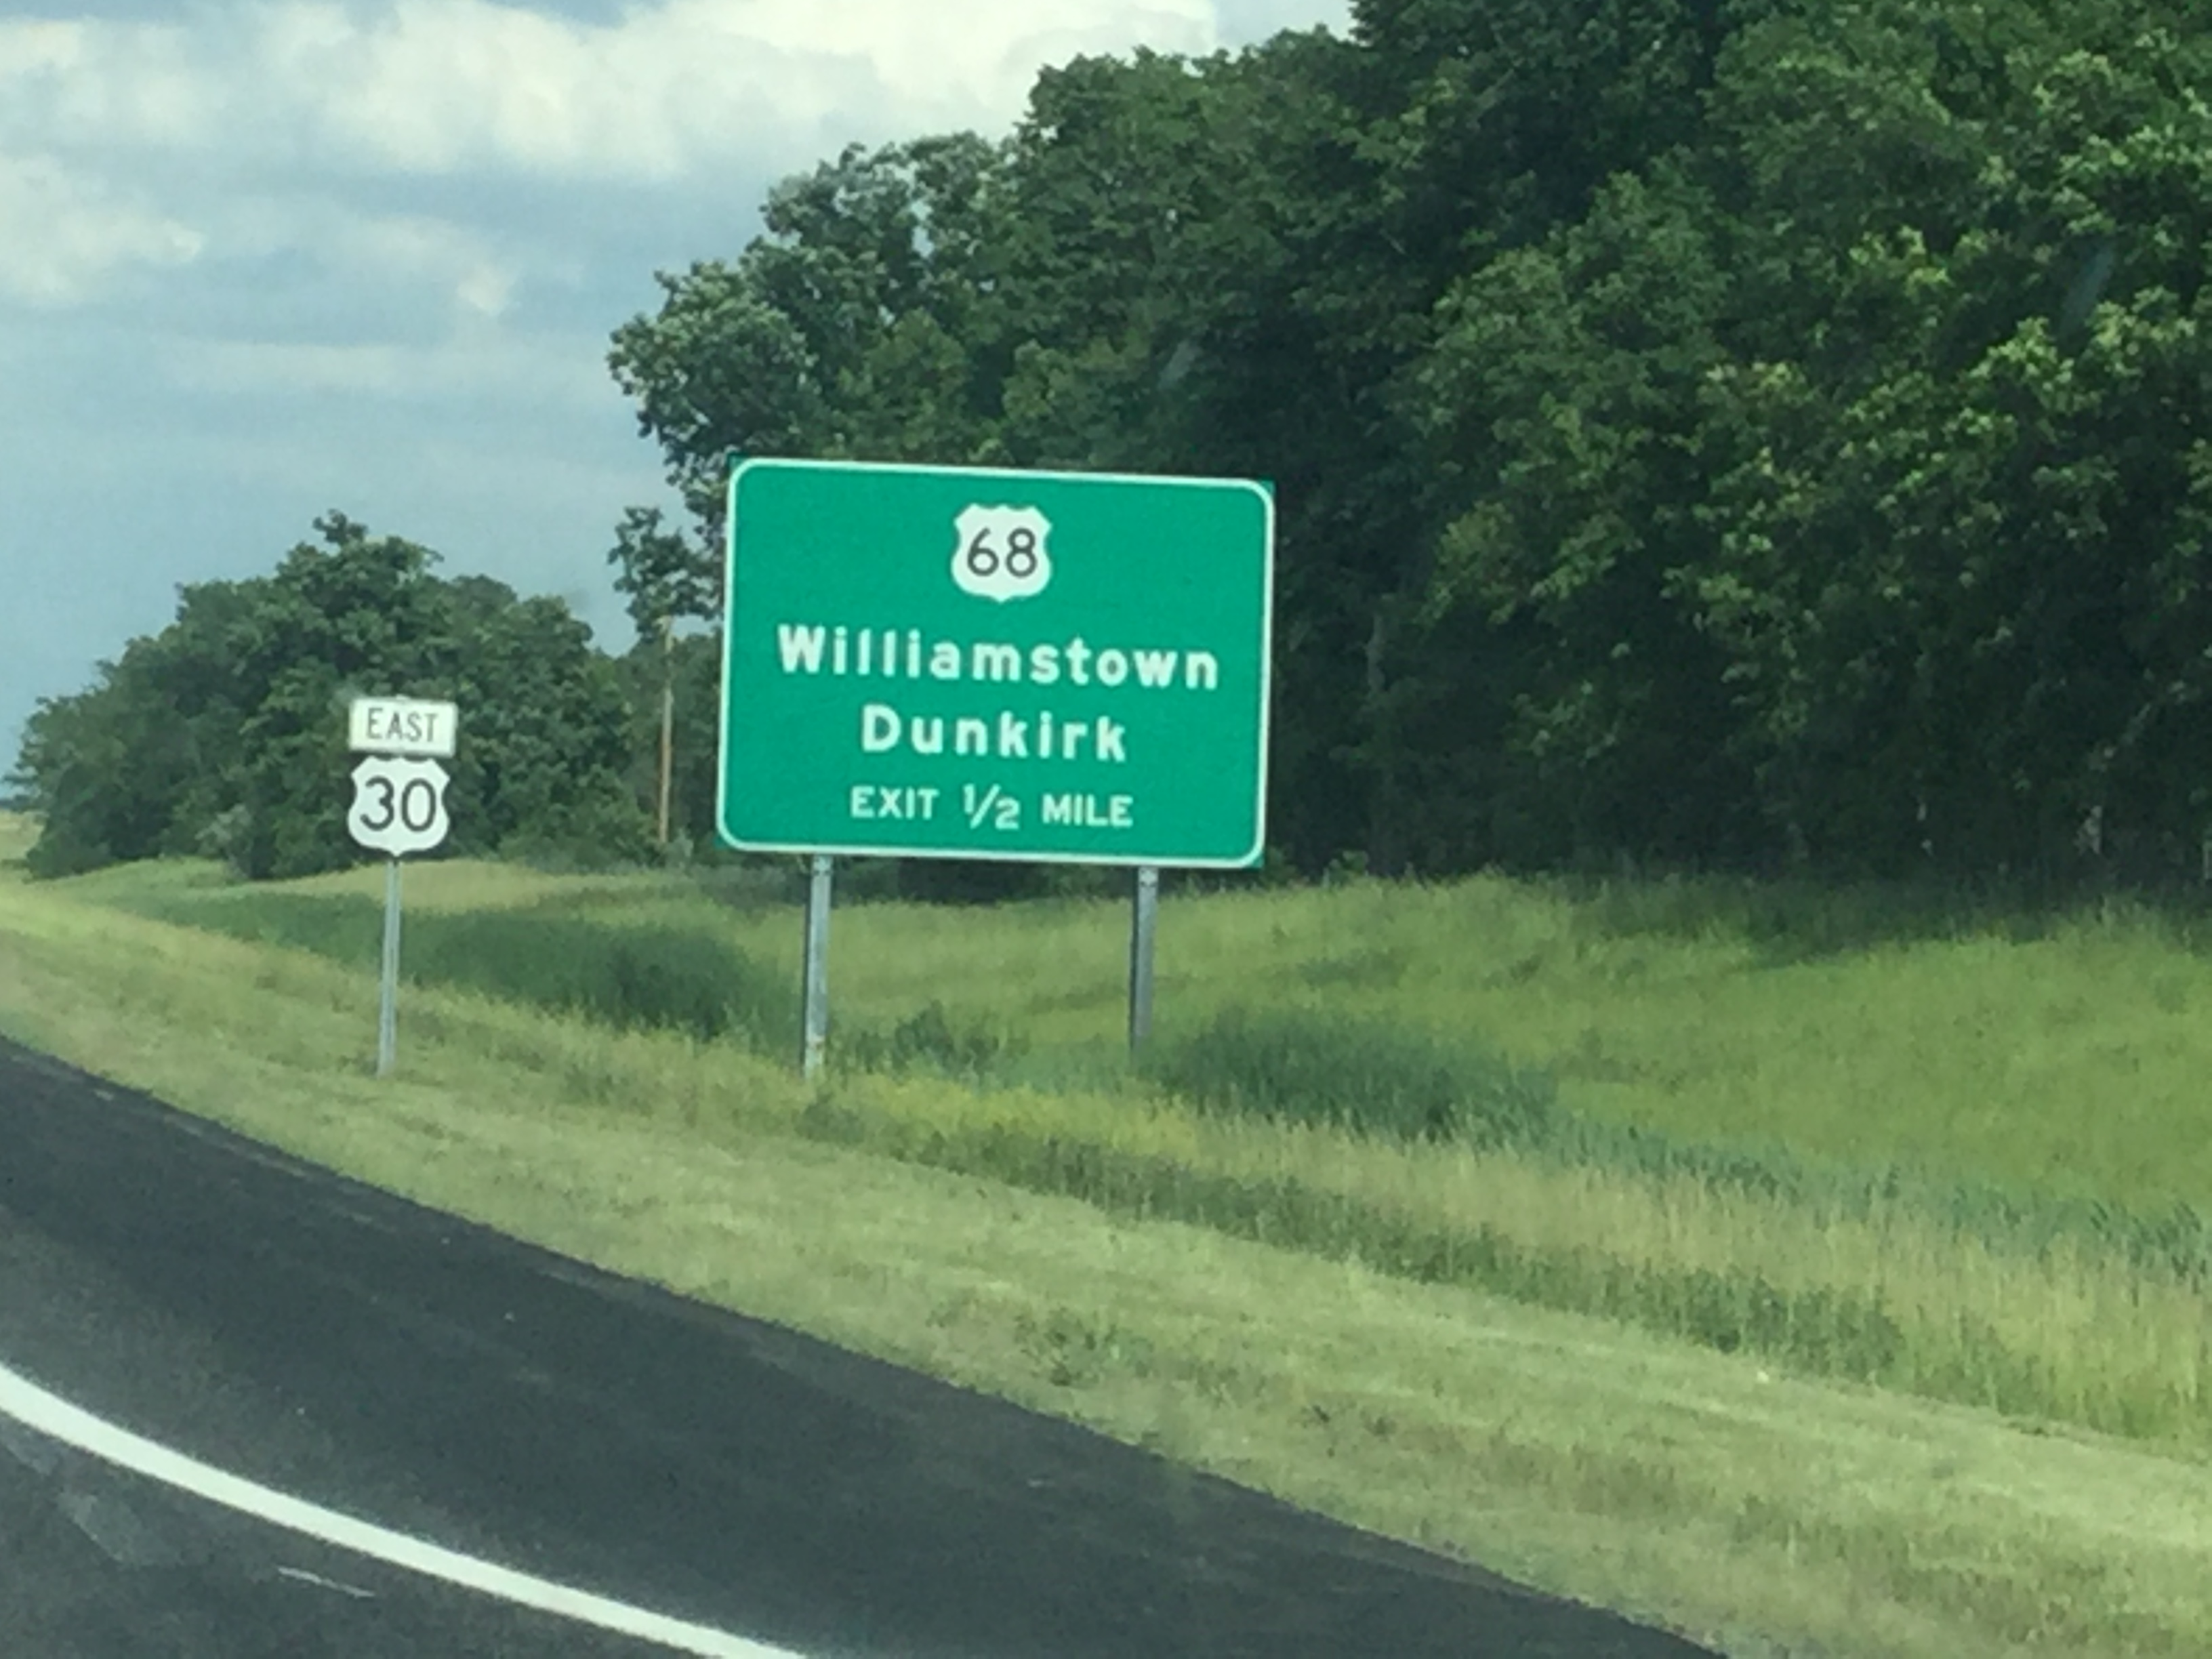 EAST
30
68
Williamstown
Dunkirk
EXIT 1/2 MILE